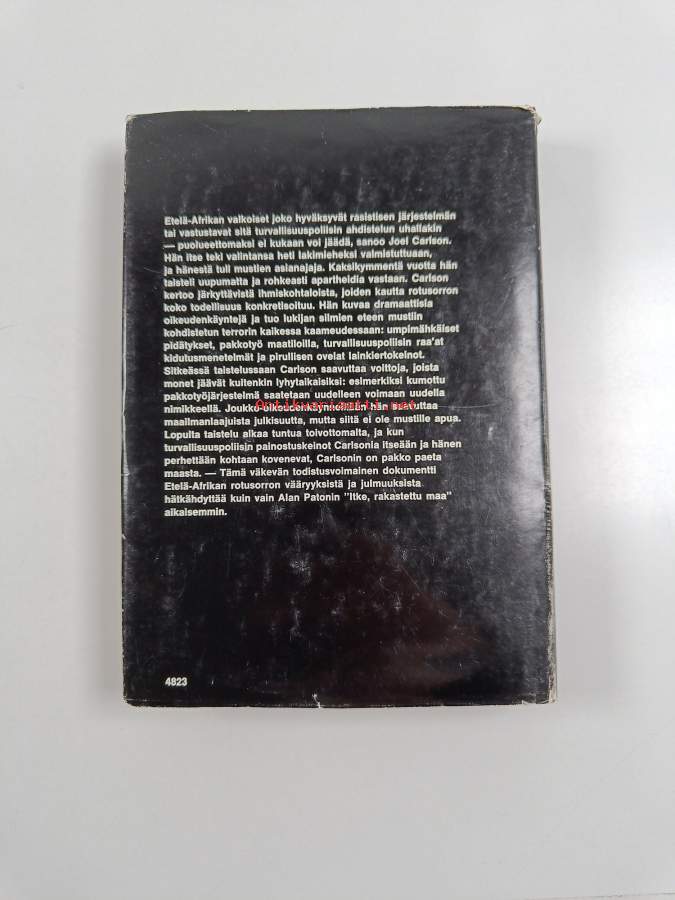 Etelä-Afrikan valkoiset joko hyväksyvät rasistisen järjestelmän
tai vastustavat sitä turvallisuuspoliisin ahdistelun uhallakin
— puolueettomaksi ei kukaan voi jäädä, sanoo Joel Carlson.
Hän itse teki valintansa heti lakimieheksi valmistuttuaan,
ja hänestä tuli mustien asianajaja. Kaksikymmentä vuotta hän
taisteli uupumatta ja rohkeasti apartheidia vastaan. Carlson
kertoo järkyttävistä ihmiskohtaloista, joiden kautta rotusorron
koko todellisuus konkretisoituu. Hän kuvaa dramaattisia
oikeudenkäyntejä ja tuo lukijan silmien eteen mustiin
kohdistetun terrorin kaikessa kaameudessaan: umpimähkäiset
pidätykset, pakkotyö maatiloilla, turvallisuuspoliisin raa'at
kidutusmenetelmät ja pirullisen ovelat lainkiertokeinot.
Sitkeässä taistelussaan Carlson saavuttaa voittoja, joista
monet jäävät kuitenkin lyhytaikaisiksi: esimerkiksi kumottu
pakkotyöjärjestelmä saatetaan uudelleen voimaan uudella
nimikkeellä. Joukko oikeudenkäynneistään hän saavuttaa
Antikvariaatti.net
maailmanlaajuista julkisuutta, mutta siitä ei ole mustille apua.
Lopulta taistelu alkaa tuntua toivottomalta, ja kun
turvallisuuspoliisin painostuskeinot Carlsonia itseään ja hänen
perhettään kohtaan kovenevat, Carlsonin on pakko paeta
maasta. — Tämä väkevän todistusvoimainen dokumentti
Etelä-Afrikan rotusorron vääryyksistä ja julmuuksista
hätkähdyttää kuin vain Alan Patonin "Itke, rakastettu maa"
aikaisemmin.
4823